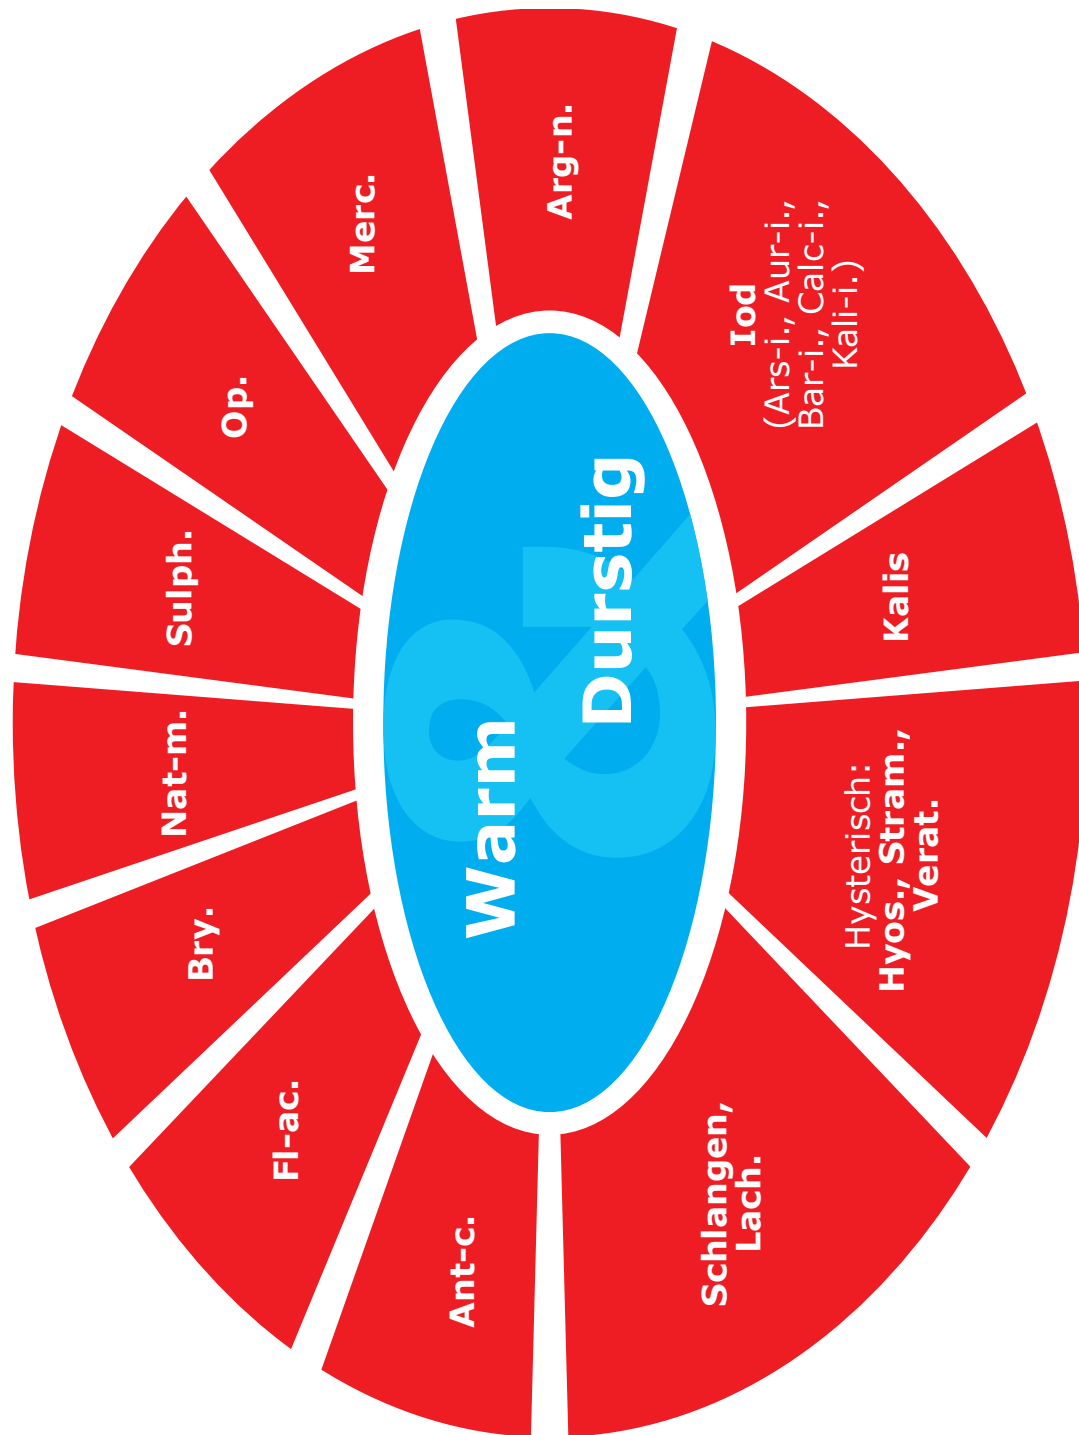 Warm
&
Durstig
Arg-n.
Iod
(Ars-i., Aur-i.,
Bar-i., Calc-i.,
Kali-i.)
Kalis
Hysterisch:
Hyos., Stram.,
Verat.
Schlangen,
Lach.
Ant-c.
Fl-ac.
Bry.
Nat-m.
Sulph.
Op.
Merc.